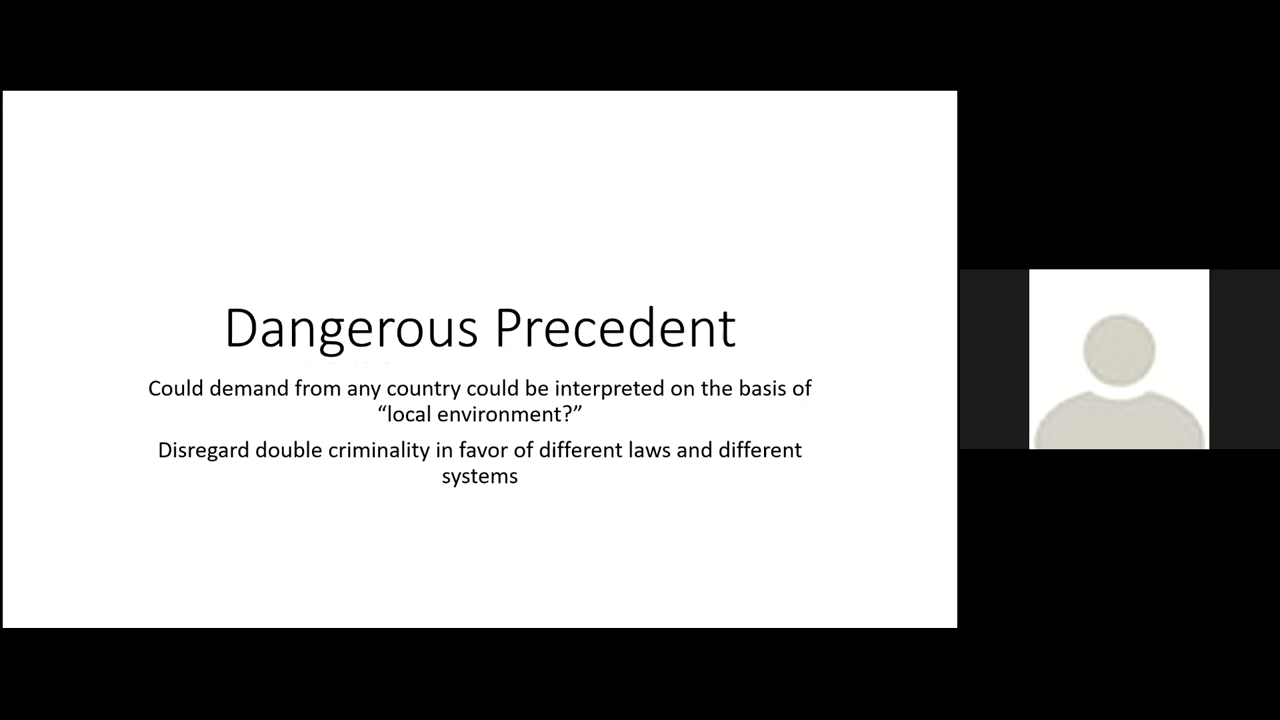 Dangerous Precedent
Could demand from any country could be interpreted on the basis of
“local environment?”
Disregard double criminality in favor of different laws and different
systems